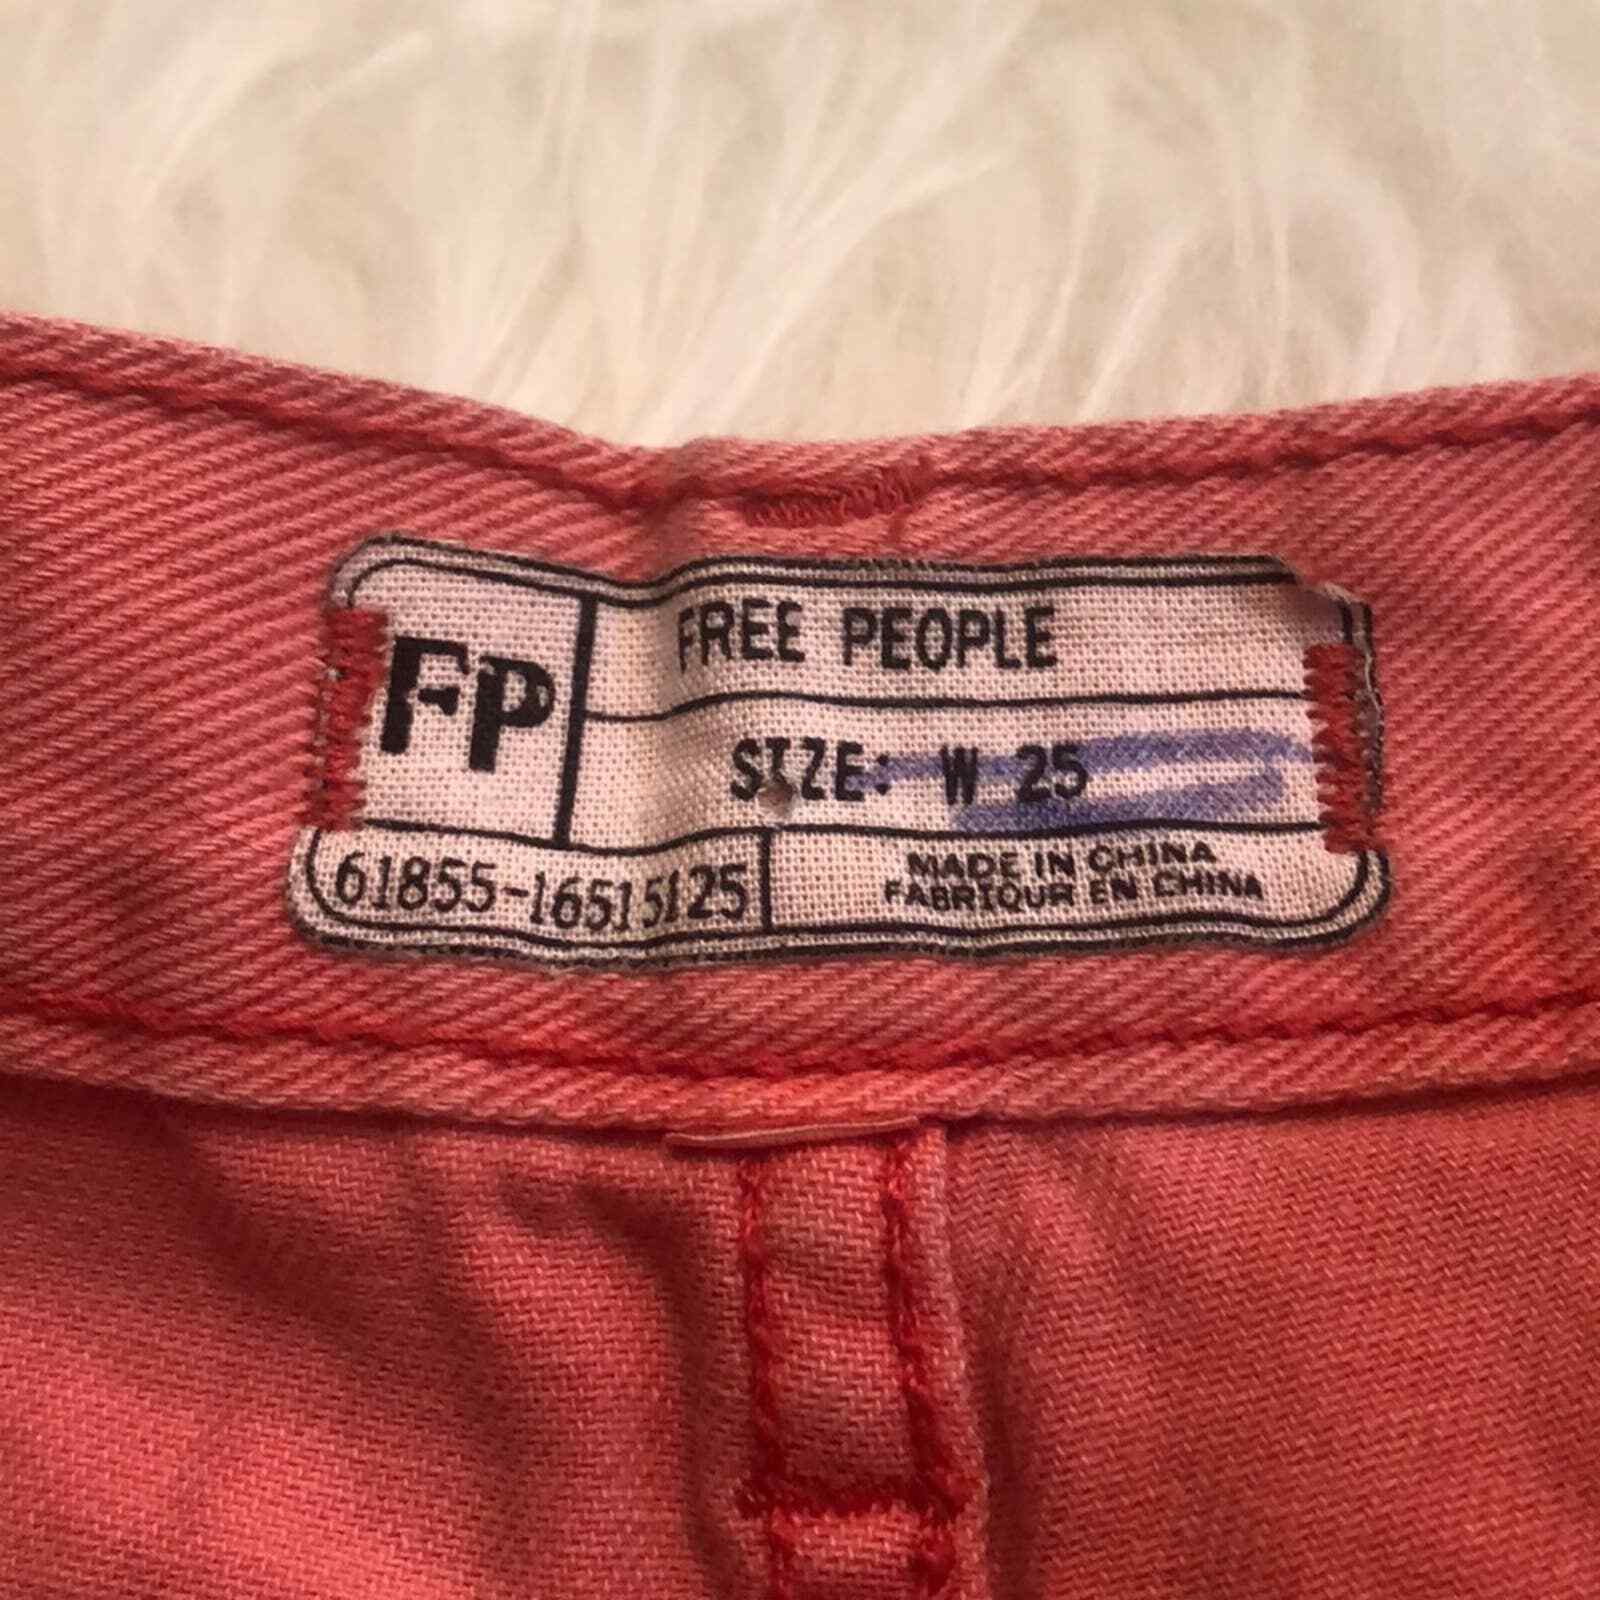 FP
FREE PEOPLE
SIZE: W 25
61855-16515125
MADE IN CHINA
FABRIQUR EN CHINA